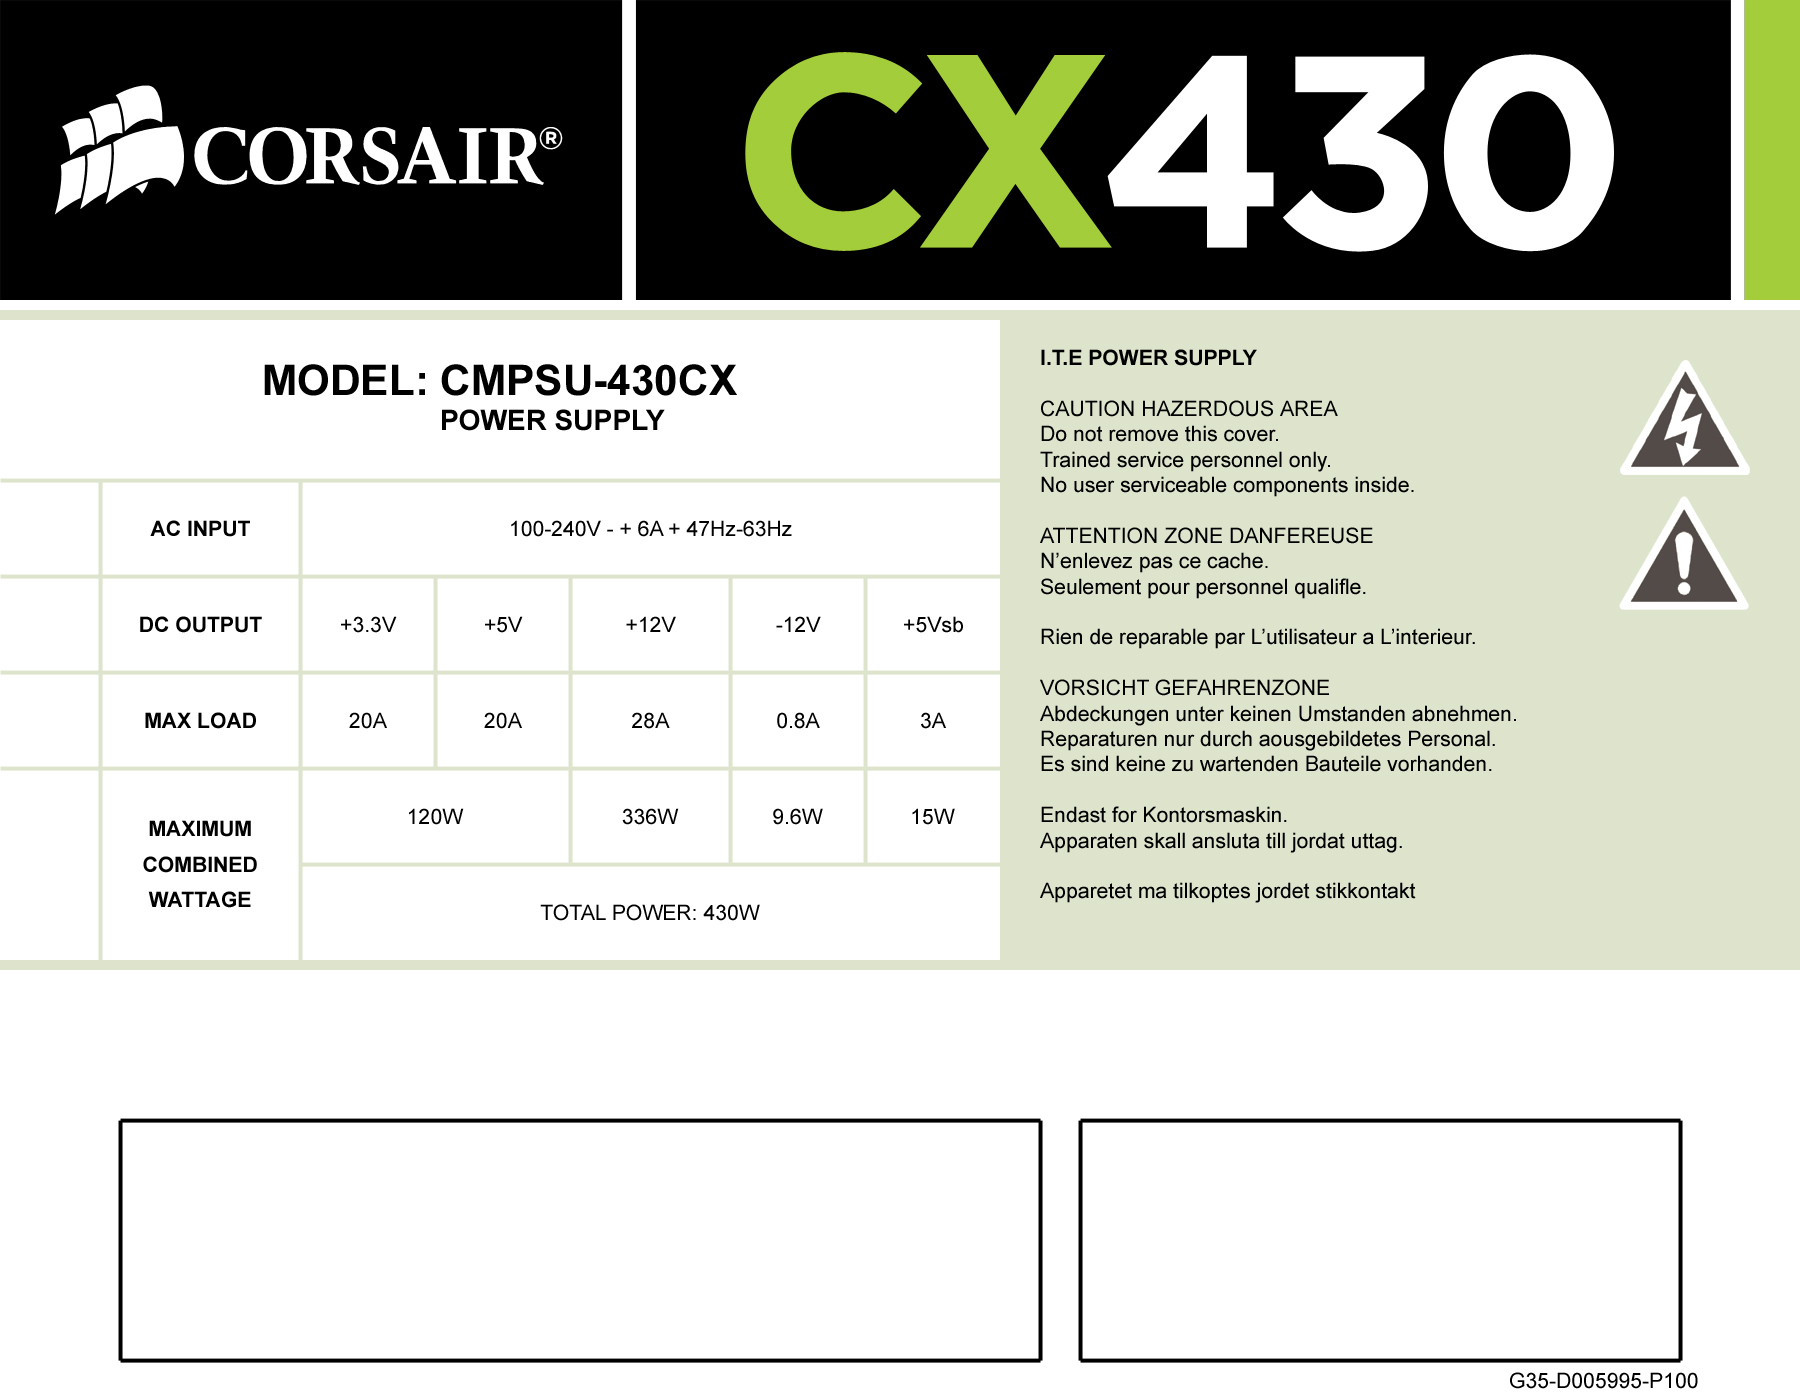 CORSAIR®
CX430
MODEL: CMPSU-430CX
POWER SUPPLY
AC INPUT 100-240V - + 6A + 47Hz-63Hz
DC OUTPUT +3.3V +5V +12V -12V +5Vsb
MAX LOAD 20A 20A 28A 0.8A 3A
MAXIMUM COMBINED WATTAGE 120W 336W 9.6W 15W
TOTAL POWER: 430W
I.T.E POWER SUPPLY
CAUTION HAZERDOUS AREA
Do not remove this cover.
Trained service personnel only.
No user serviceable components inside.
ATTENTION ZONE DANFEREUSE
N’enlevez pas ce cache.
Seulement pour personnel qualifle.
Rien de reparable par L’utilisateur a L’interieur.
VORSICHT GEFAHRENZONE
Abdeckungen unter keinen Umstanden abnehmen.
Reparaturen nur durch aousgebildetes Personal.
Es sind keine zu wartenden Bauteile vorhanden.
Endast for Kontorsmaskin.
Apparaten skall ansluta till jordat uttag.
Apparetet ma tilkoptes jordet stikkontakt
G35-D005995-P100